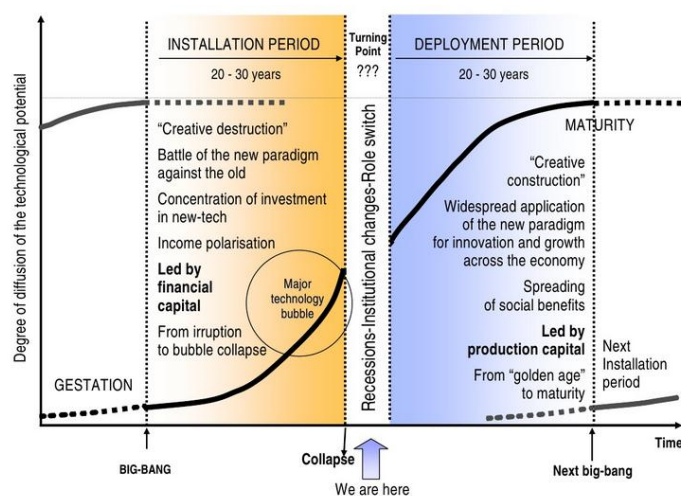 INSTALLATION PERIOD
20 - 30 years
Turning
Point
???
DEPLOYMENT PERIOD
20 - 30 years
Degree of diffusion of the technological potential
“Creative destruction”
Battle of the new paradigm
against the old
Concentration of investment
in new-tech
Income polarisation
Led by
financial
capital
From irruption
to bubble collapse
Major
technology
bubble
GESTATION
Recessions-Institutional changes-Role switch
MATURITY
“Creative
construction”
Widespread application
of the new paradigm
for innovation and growth
across the economy
Spreading
of social benefits
Led by
production capital
From “golden age”
to maturity
Next
Installation
period
Time
BIG-BANG
Collapse
We are here
Next big-bang